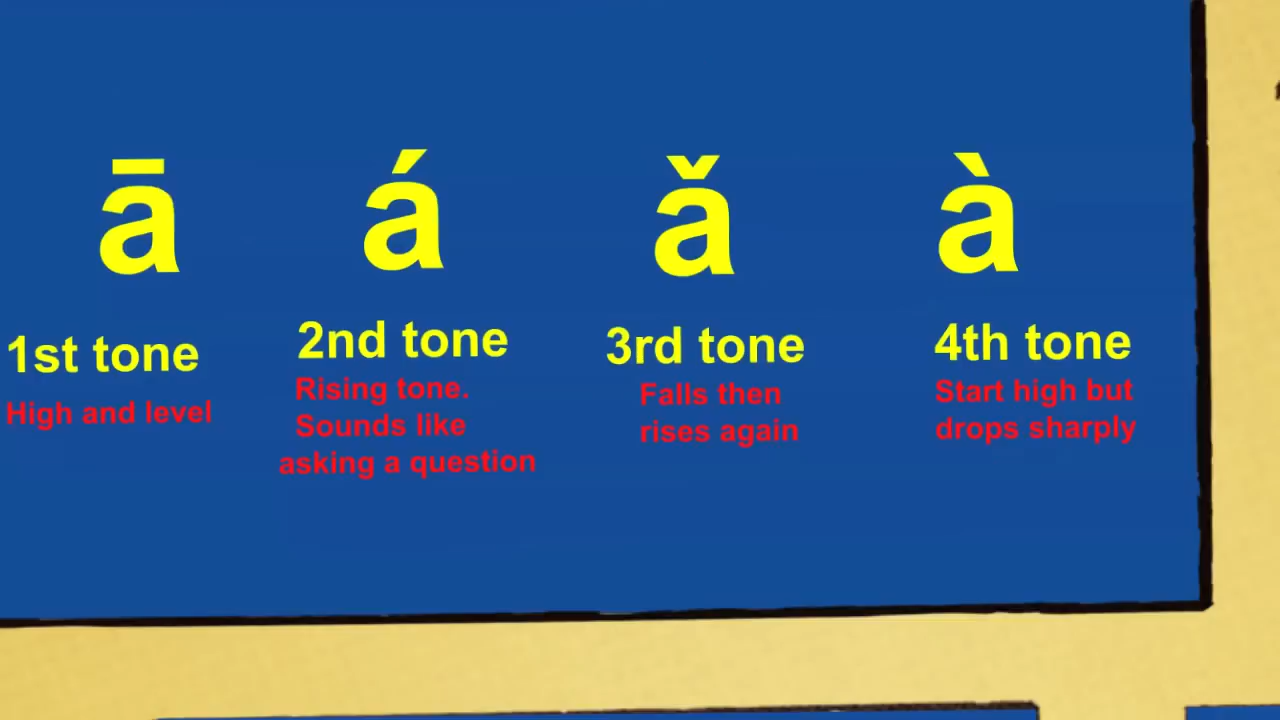 ā á ǎ à
1st tone
High and level
2nd tone
Rising tone.
Sounds like
asking a question
3rd tone
Falls then
rises again
4th tone
Start high but
drops sharply